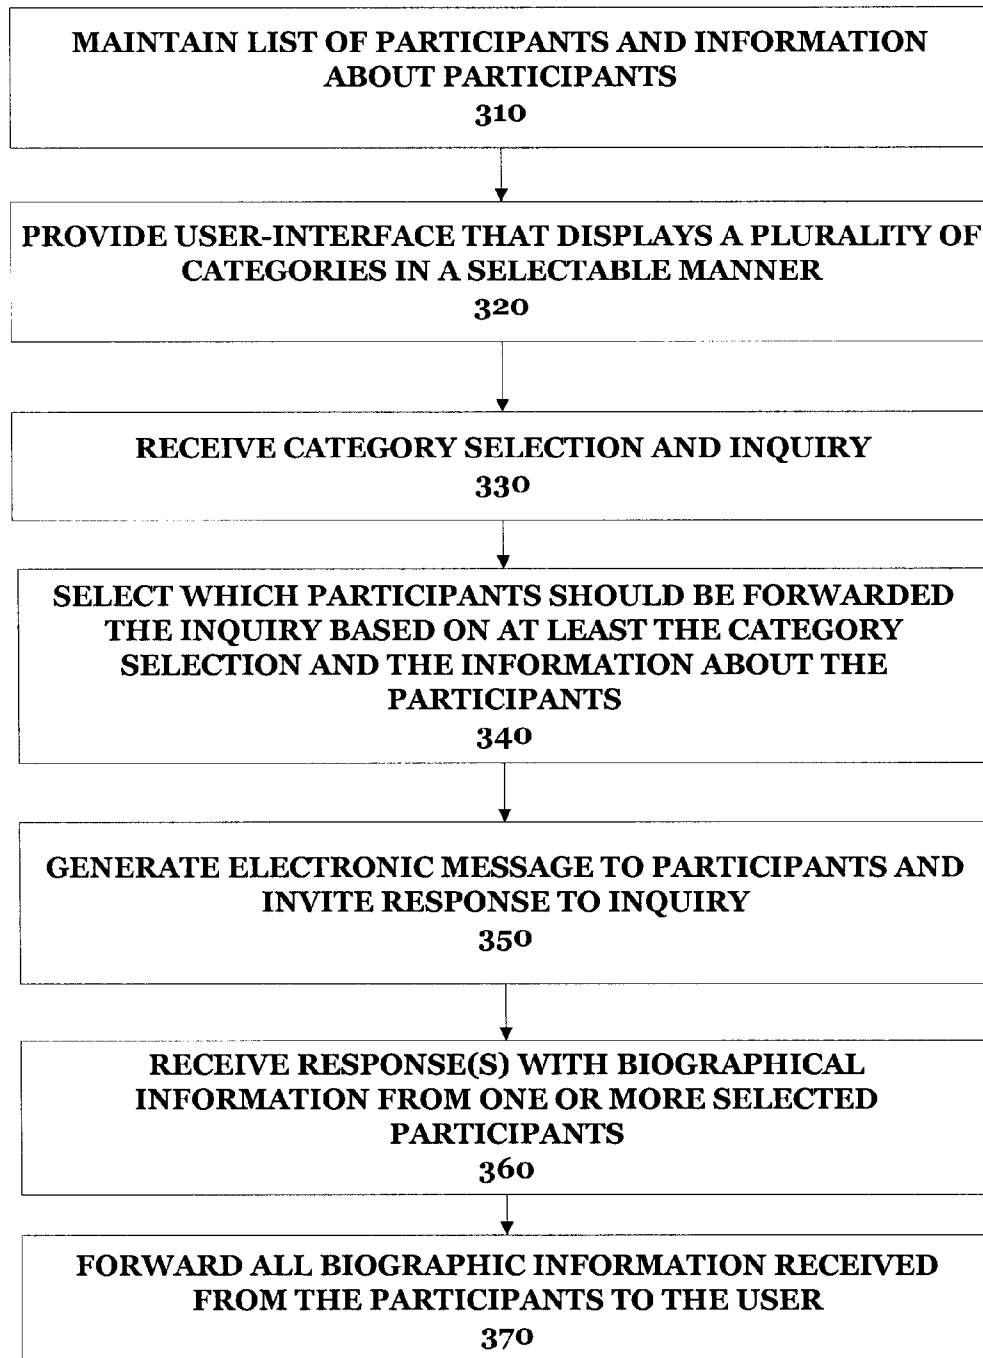 MAINTAIN LIST OF PARTICIPANTS AND INFORMATION
ABOUT PARTICIPANTS
310
PROVIDE USER-INTERFACE THAT DISPLAYS A PLURALITY OF
CATEGORIES IN A SELECTABLE MANNER
320
RECEIVE CATEGORY SELECTION AND INQUIRY
330
SELECT WHICH PARTICIPANTS SHOULD BE FORWARDED
THE INQUIRY BASED ON AT LEAST THE CATEGORY
SELECTION AND THE INFORMATION ABOUT THE
PARTICIPANTS
340
GENERATE ELECTRONIC MESSAGE TO PARTICIPANTS AND
INVITE RESPONSE TO INQUIRY
350
RECEIVE RESPONSE(S) WITH BIOGRAPHICAL
INFORMATION FROM ONE OR MORE SELECTED
PARTICIPANTS
360
FORWARD ALL BIOGRAPHIC INFORMATION RECEIVED
FROM THE PARTICIPANTS TO THE USER
370